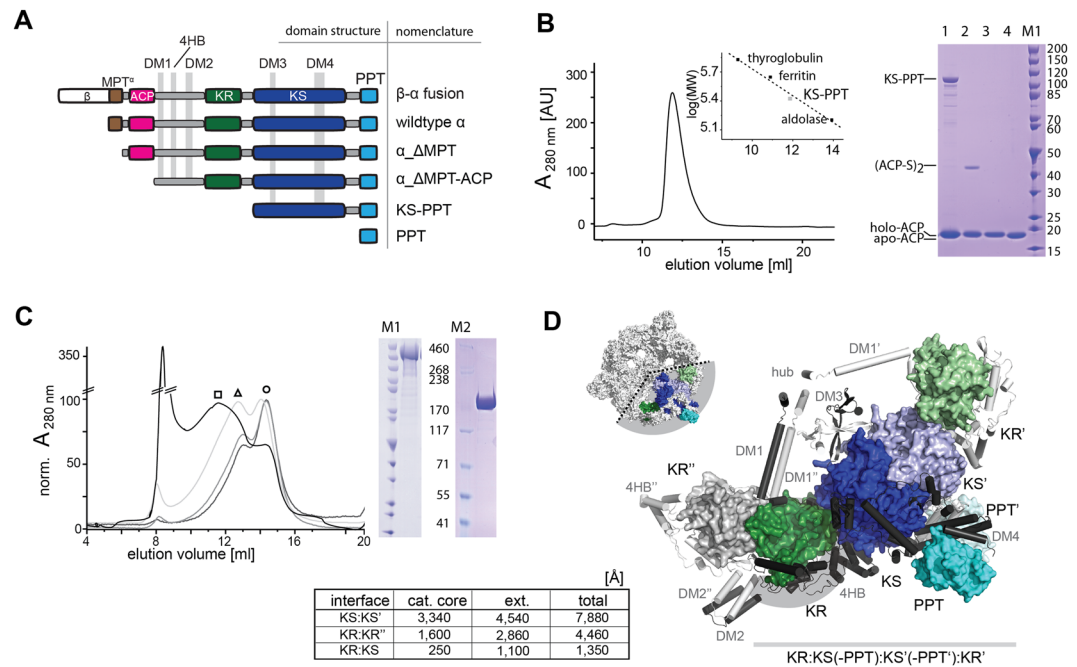 A
domain structure
nomenclature
4HB
DM1
DM2
DM3
DM4
PPT
MPTα
β
ACP
KR
KS
β-α fusion
wildtype α
α_ΔMPT
α_ΔMPT-ACP
KS-PPT
PPT
B
300
200
100
0
A 280 nm [AU]
10
15
20
elution volume [ml]
log(MW)
5.7
5.4
5.1
thyroglobulin
ferritin
KS-PPT
aldolase
10
12
14
1 2 3 4 M1
KS-PPT
(ACP-S)2
holo-ACP
apo-ACP
200
150
120
100
85
70
60
50
40
30
25
20
15
C
norm. A 280 nm
350
100
50
0
4 6 8 10 12 14 16 18 20
elution volume [ml]
M1
M2
460
268
238
170
117
71
55
41
[Å]
interface cat. core ext. total
KS:KS' 3,340 4,540 7,880
KR:KR'' 1,600 2,860 4,460
KR:KS 250 1,100 1,350
D
DM1'
hub
DM3
KR'
DM1
KR''
DM1''
KS'
4HB''
PPT'
DM4
KS
4HB
PPT
KR
DM2''
DM2
KR:KS(-PPT):KS'(-PPT'):KR'